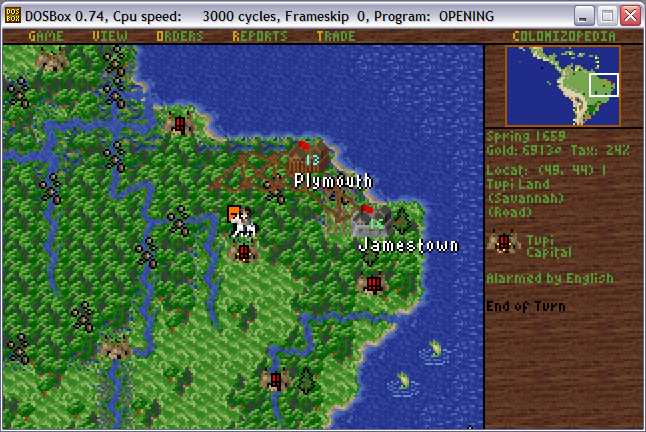 DOSBox 0.74, Cpu speed: 3000 cycles, Frameskip 0, Program: OPENING
GAME VIEW ORDERS REPORTS TRADE COLONIZOPEDIA
13
Plymouth
Jamestown
Spring 1659
Gold: 6913 Tax: 24%
Locat: (49, 44) 1
Tupi Land
(Savannah)
(Road)
Tupi
Capital
Alarmed by English
End of Turn